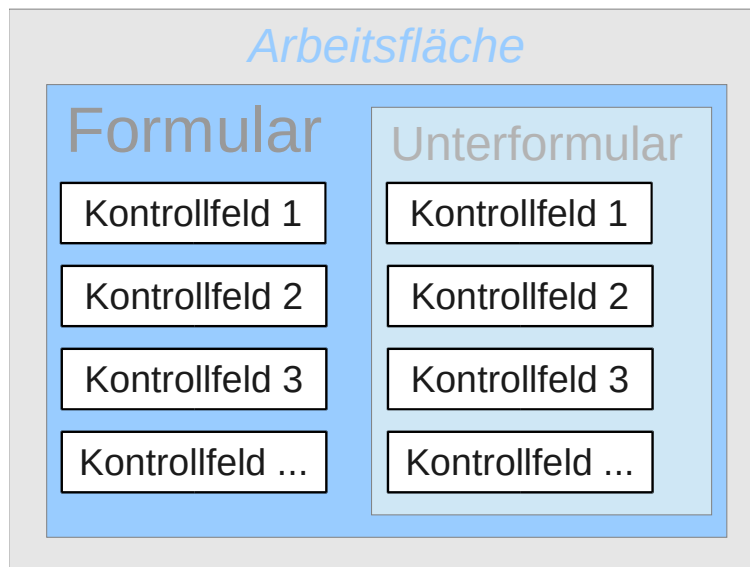 Arbeitsfläche
Formular
Kontrollfeld 1
Kontrollfeld 2
Kontrollfeld 3
Kontrollfeld ...
Unterformular
Kontrollfeld 1
Kontrollfeld 2
Kontrollfeld 3
Kontrollfeld ...